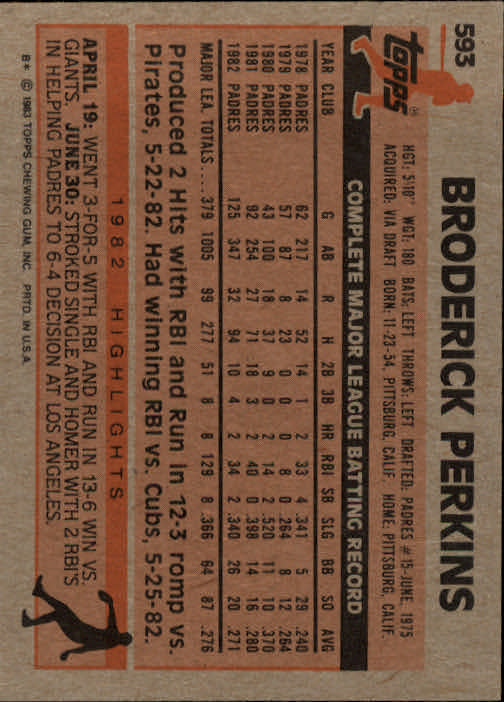 593
topps®
BRODERICK PERKINS
HGT: 5'10" WGT: 180 BATS: LEFT THROWS: LEFT DRAFTED: PADRES #15-JUNE, 1975
ACQUIRED: VIA DRAFT BORN: 11-23-54, PITTSBURG, CALIF. HOME: PITTSBURG, CALIF.
COMPLETE MAJOR LEAGUE BATTING RECORD
YEAR CLUB G AB R H 2B 3B HR RBI SB SLG BB SO AVG
1978 PADRES 62 217 14 52 14 1 2 33 4 .341 5 29 .240
1979 PADRES 57 87 8 23 0 0 0 8 0 .264 8 12 .264
1980 PADRES 43 100 18 37 9 0 2 14 2 .520 11 10 .370
1981 PADRES 92 254 27 71 18 3 2 40 0 .398 14 16 .280
1982 PADRES 125 347 32 94 10 4 2 34 2 .340 26 20 .271
MAJOR LEA. TOTALS .... 379 1005 99 277 51 8 8 129 8 .366 64 87 .276
Produced 2 Hits with RBI and Run in 12-3 romp vs.
Pirates, 5-22-82. Had winning RBI vs. Cubs, 5-25-82.
1982 HIGHLIGHTS
APRIL 19: WENT 3-FOR-5 WITH RBI AND RUN IN 13-6 WIN VS.
GIANTS. JUNE 30: STROKED SINGLE AND HOMER WITH 2 RBI'S
IN HELPING PADRES TO 6-4 DECISION AT LOS ANGELES.
B* © 1983 TOPPS CHEWING GUM, INC. PRTD. IN U.S.A.